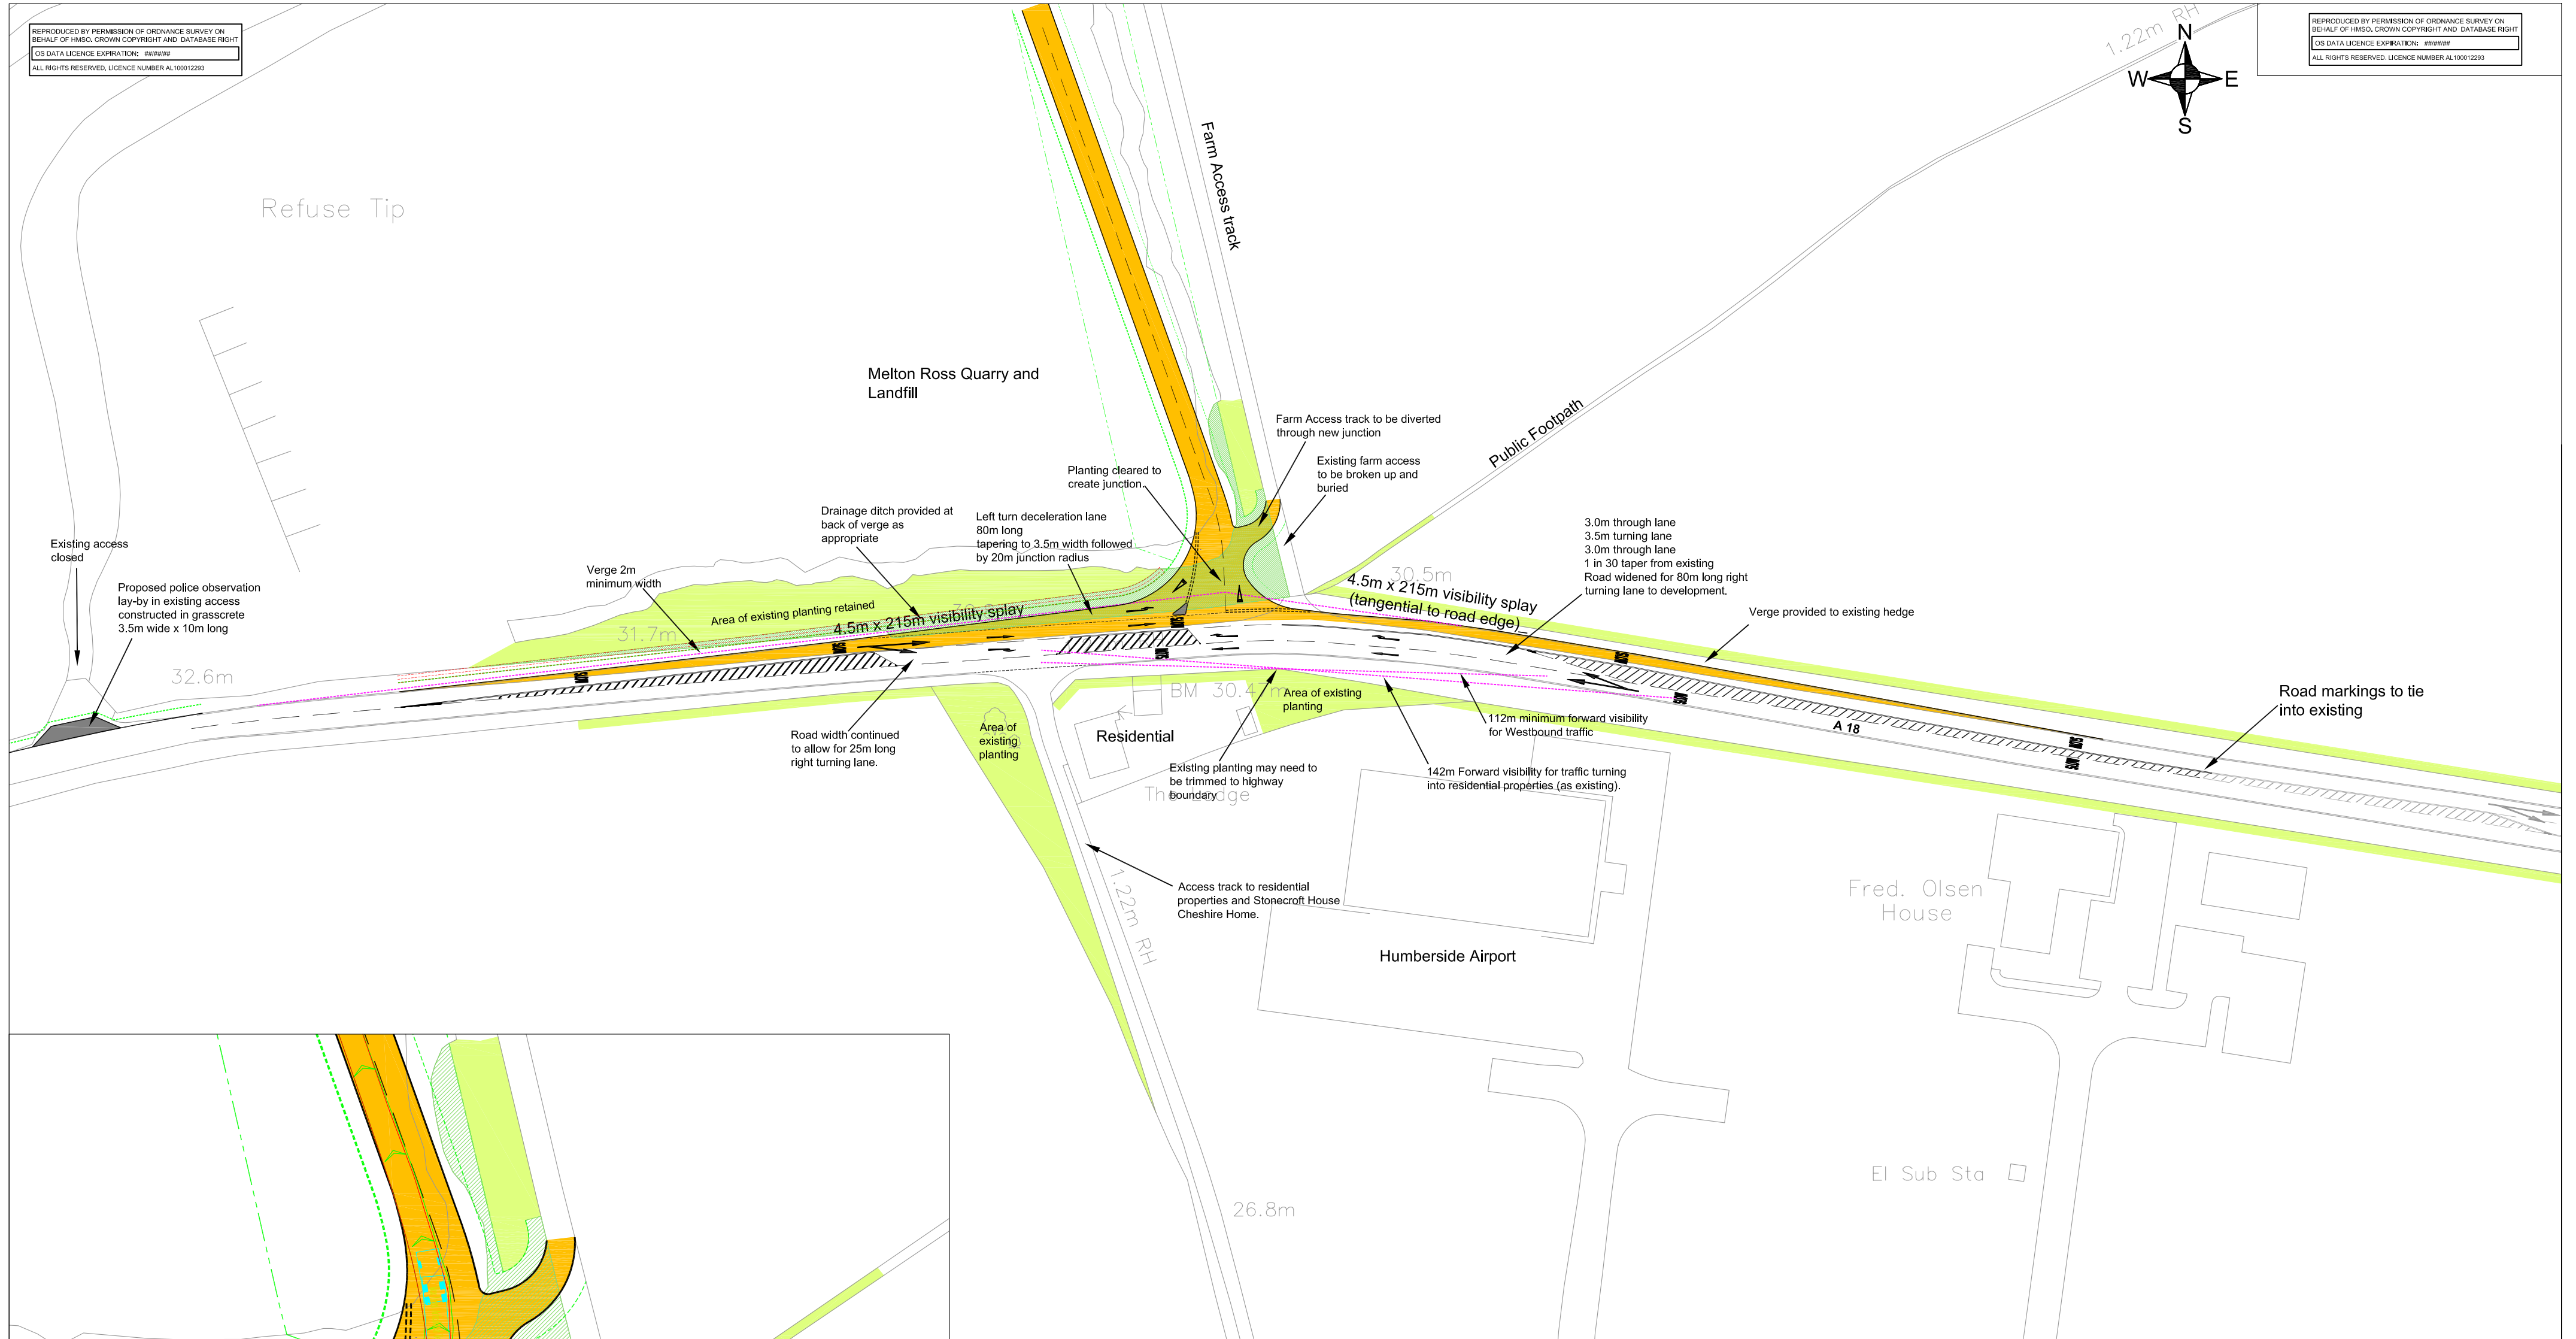 REPRODUCED BY PERMISSION OF ORDNANCE SURVEY ON
BEHALF OF HMSO. CROWN COPYRIGHT AND DATABASE RIGHT
OS DATA LICENCE EXPIRATION: ##/##/##
ALL RIGHTS RESERVED. LICENCE NUMBER AL100012293
REPRODUCED BY PERMISSION OF ORDNANCE SURVEY ON
BEHALF OF HMSO. CROWN COPYRIGHT AND DATABASE RIGHT
OS DATA LICENCE EXPIRATION: ##/##/##
ALL RIGHTS RESERVED. LICENCE NUMBER AL100012293
1.22m RH
N
W
E
S
Refuse Tip
Farm Access track
Melton Ross Quarry and
Landfill
Public Footpath
Farm Access track to be diverted
through new junction
Existing farm access
to be broken up and
buried
Planting cleared to
create junction.
Drainage ditch provided at
back of verge as
appropriate
Left turn deceleration lane
80m long
tapering to 3.5m width followed
by 20m junction radius
3.0m through lane
3.5m turning lane
3.0m through lane
1 in 30 taper from existing
Road widened for 80m long right
turning lane to development.
Existing access
closed
Proposed police observation
lay-by in existing access
constructed in grasscrete
3.5m wide x 10m long
Verge 2m
minimum width
Area of existing planting retained
4.5m x 215m visibility splay
30.5m
4.5m x 215m visibility splay
(tangential to road edge)
Verge provided to existing hedge
31.7m
32.6m
SLOW
SLOW
SLOW
SLOW
SLOW
SLOW
SLOW
SLOW
BM 30.47m
Area of existing
planting
Road markings to tie
into existing
A 18
112m minimum forward visibility
for Westbound traffic
Road width continued
to allow for 25m long
right turning lane.
Area of
existing
planting
Residential
Existing planting may need to
be trimmed to highway
boundary
The Lodge
142m Forward visibility for traffic turning
into residential properties (as existing).
Access track to residential
properties and Stonecroft House
Cheshire Home.
1.22m RH
Fred. Olsen
House
Humberside Airport
El Sub Sta
26.8m